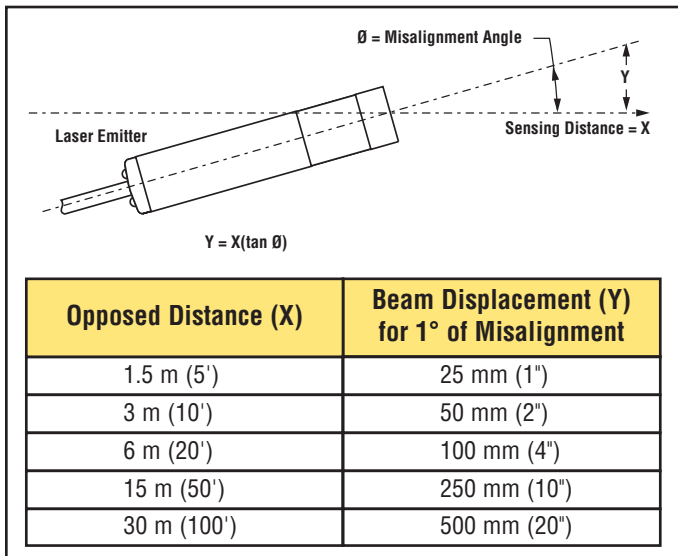 Ø = Misalignment Angle
Y
Laser Emitter
Sensing Distance = X
Y = X(tan Ø)
Opposed Distance (X)
Beam Displacement (Y)
for 1° of Misalignment
1.5 m (5') 25 mm (1")
3 m (10') 50 mm (2")
6 m (20') 100 mm (4")
15 m (50') 250 mm (10")
30 m (100') 500 mm (20")